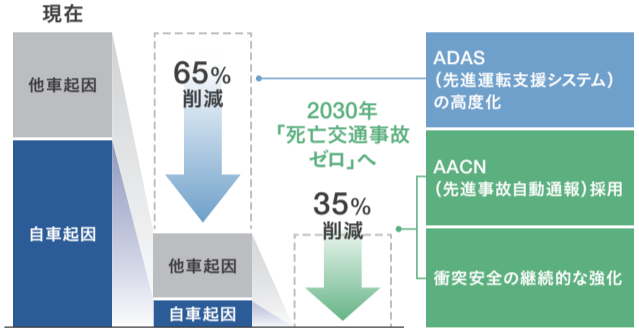 現在
他車起因
自車起因
65%
削減
他車起因
自車起因
2030年
「死亡交通事故
ゼロ」へ
35%
削減
ADAS
（先進運転支援システム）
の高度化
AACN
（先進事故自動通報）採用
衝突安全の継続的な強化